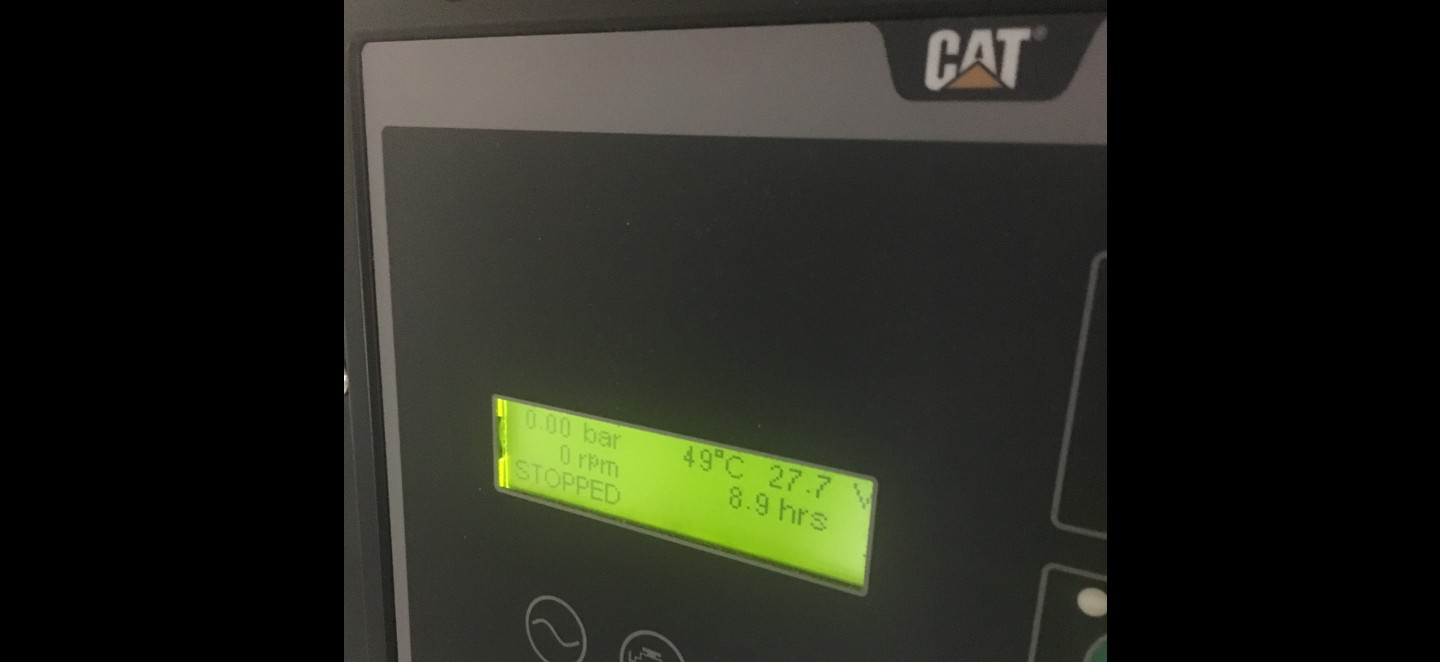 CAT®
0.00 bar 49°C 27.7 V
0 rpm 8.9 hrs
STOPPED